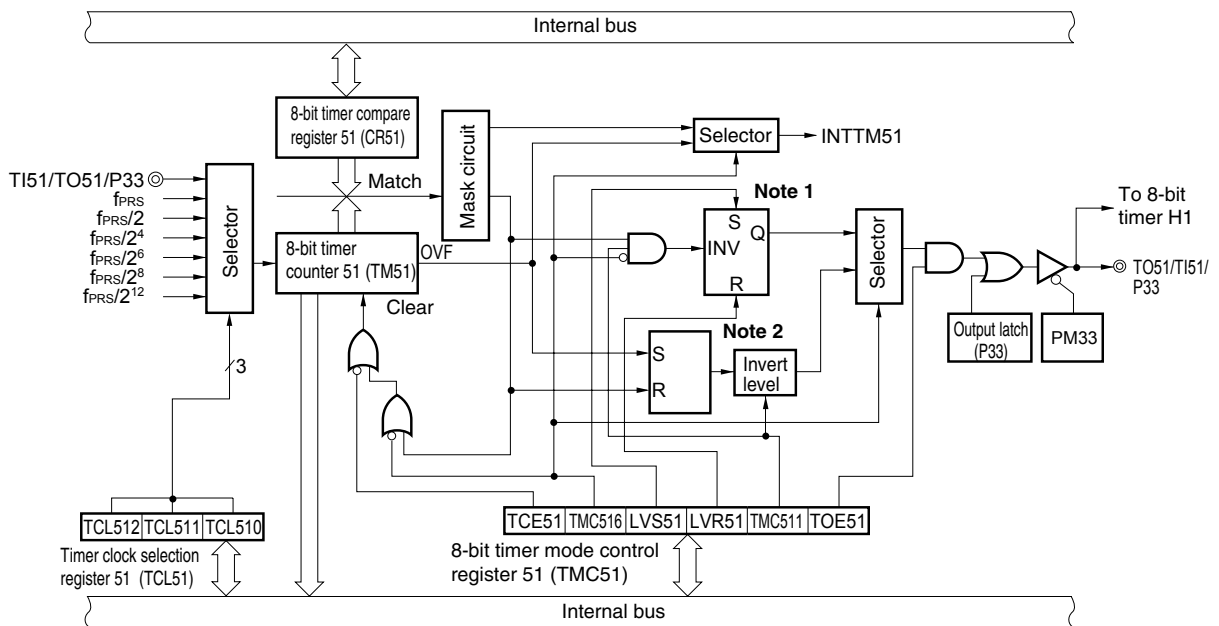 Internal bus
8-bit timer compare
register 51 (CR51)
Mask circuit
Selector
INTTM51
TI51/TO51/P33
fPRS
fPRS/2
fPRS/2⁴
fPRS/2⁶
fPRS/2⁸
fPRS/2¹²
Selector
Match
8-bit timer
counter 51 (TM51)
OVF
Clear
3
Note 1
S
Q
INV
R
Note 2
S
R
Invert
level
Selector
To 8-bit
timer H1
TO51/TI51/
P33
Output latch
(P33)
PM33
TCL512 TCL511 TCL510
Timer clock selection
register 51 (TCL51)
TCE51 TMC516 LVS51 LVR51 TMC511 TOE51
8-bit timer mode control
register 51 (TMC51)
Internal bus